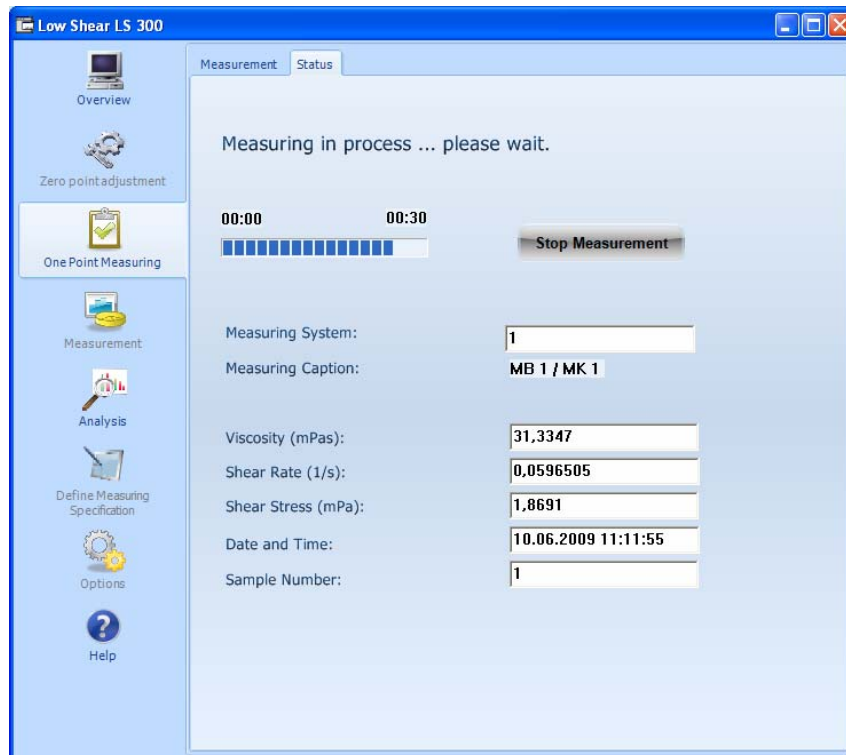 Low Shear LS 300
Overview
Zero point adjustment
One Point Measuring
Measurement
Analysis
Define Measuring
Specification
Options
Help
Measurement Status
Measuring in process ... please wait.
00:00 00:30
Stop Measurement
Measuring System: 1
Measuring Caption: MB 1 / MK 1
Viscosity (mPas): 31,3347
Shear Rate (1/s): 0,0596505
Shear Stress (mPa): 1,8691
Date and Time: 10.06.2009 11:11:55
Sample Number: 1